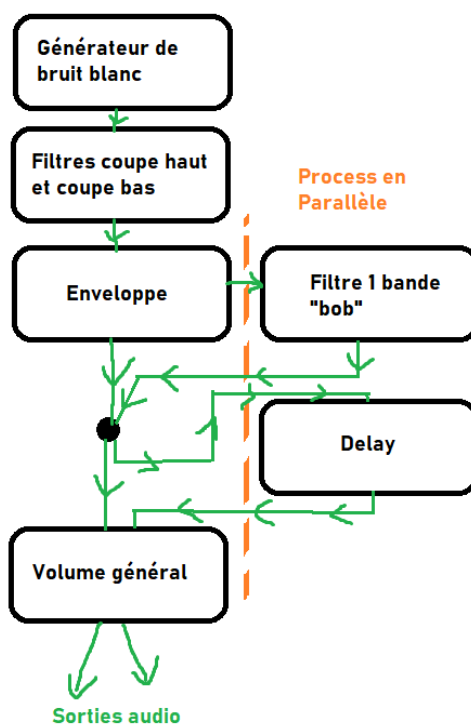 Générateur de
bruit blanc
Filtres coupe haut
et coupe bas
Process en
Parallèle
Enveloppe
Filtre 1 bande
"bob"
Delay
Volume général
Sorties audio